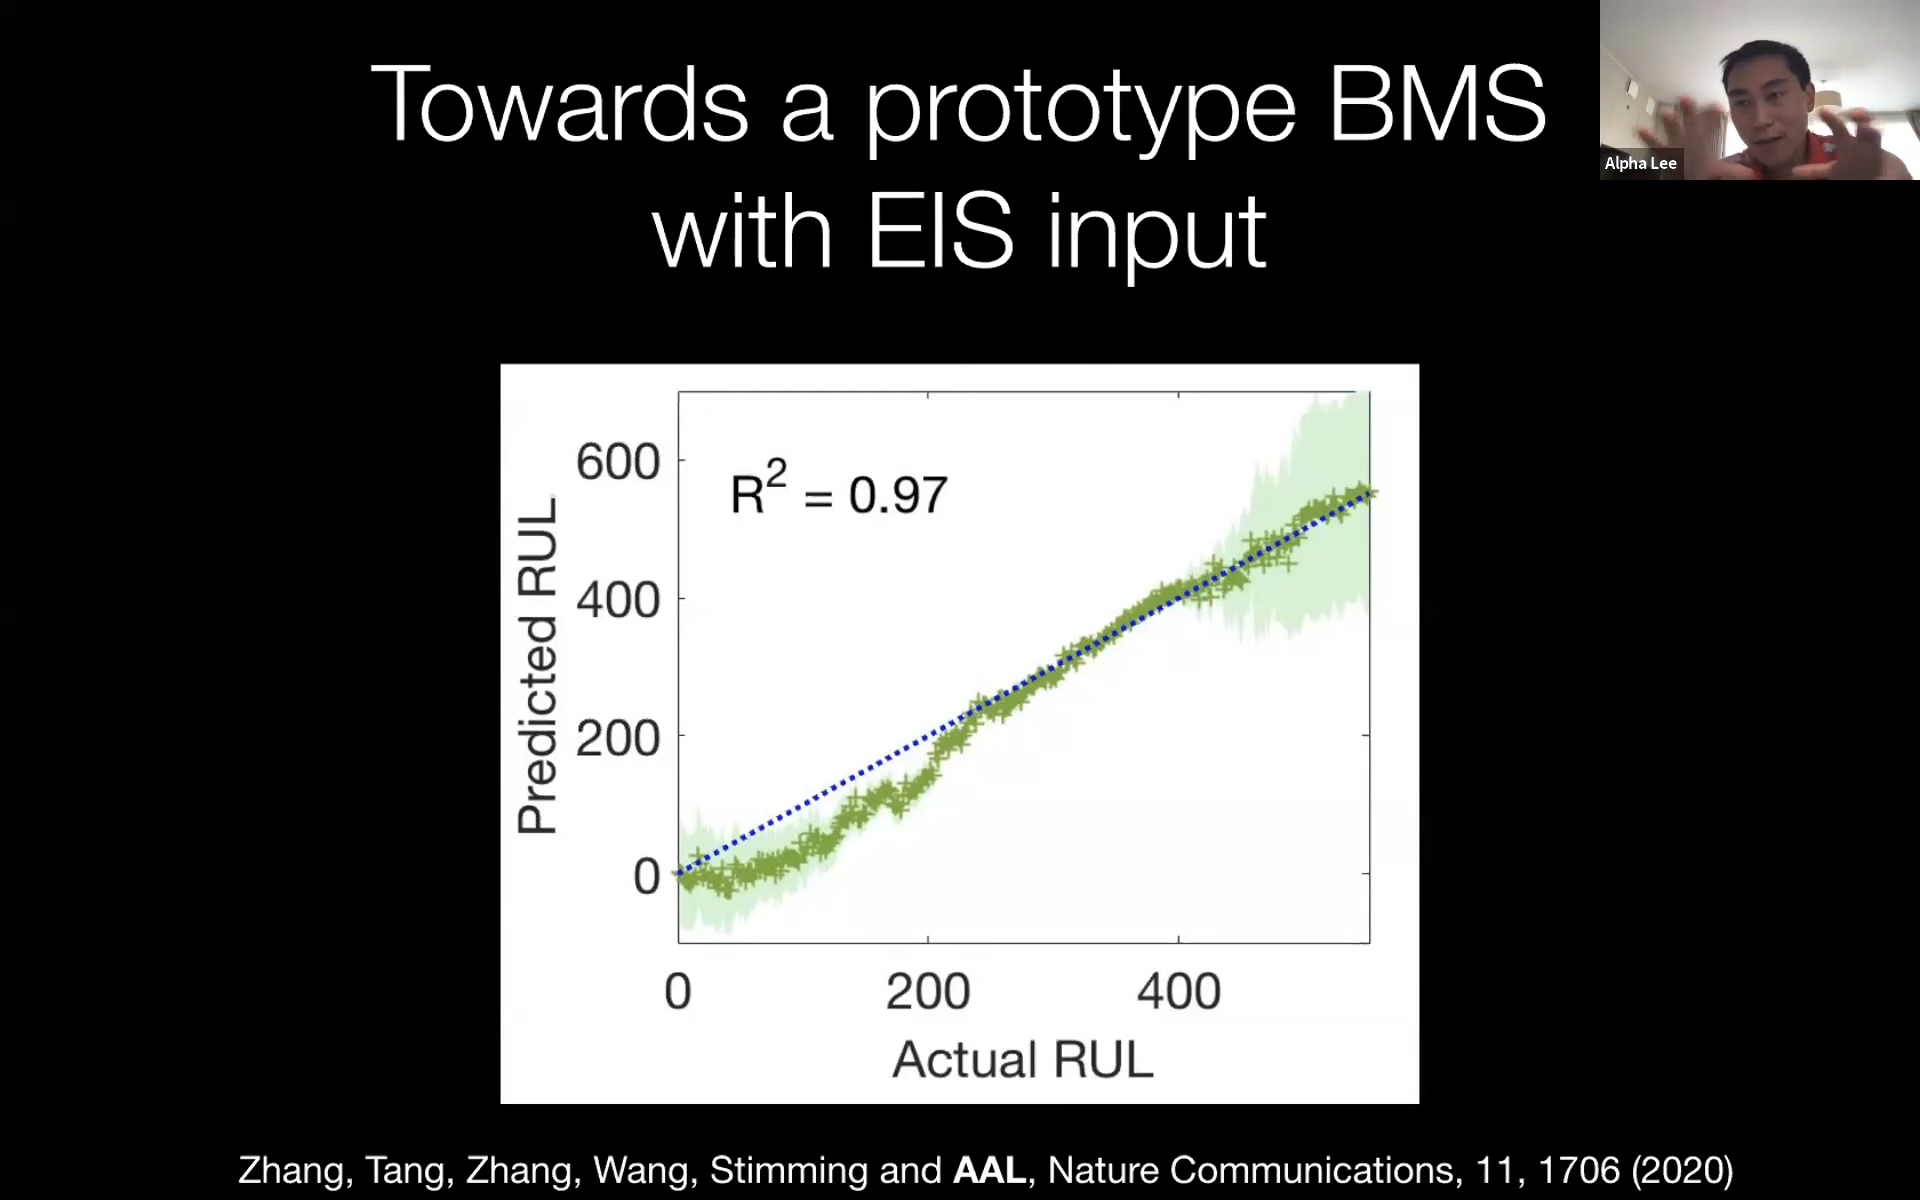 Towards a prototype BMS
with EIS input
Alpha Lee
R² = 0.97
Predicted RUL
600
400
200
0
0 200 400
Actual RUL
Zhang, Tang, Zhang, Wang, Stimming and AAL, Nature Communications, 11, 1706 (2020)